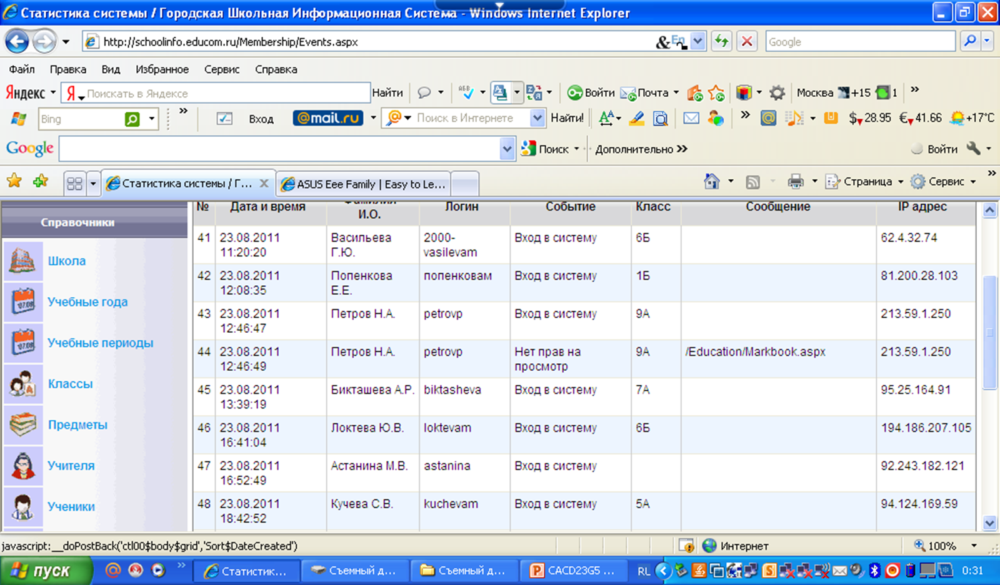 Статистика системы / Городская Школьная Информационная Система - Windows Internet Explorer
http://schoolinfo.educom.ru/Membership/Events.aspx
Google
Файл Правка Вид Избранное Сервис Справка
Яндекс Я Поискать в Яндексе Найти АБВ Войти Почта Москва +15 1 »
Bing » Вход @mail.ru Поиск в Интернете Найти! » $ 28.95 € 41.66 +17°C
Google Поиск Дополнительно » Войти
Статистика системы / Г... X ASUS Eee Family | Easy to Le... Страница Сервис »
Справочники
Школа
Учебные года
Учебные периоды
Классы
Предметы
Учителя
Ученики
№ Дата и время Фамилия И.О. Логин Событие Класс Сообщение IP адрес
41 23.08.2011 11:20:20 Васильева Г.Ю. 2000-vasilevam Вход в систему 6Б 62.4.32.74
42 23.08.2011 12:08:35 Попенкова Е.Е. попенковам Вход в систему 1Б 81.200.28.103
43 23.08.2011 12:46:47 Петров Н.А. petrovp Вход в систему 9А 213.59.1.250
44 23.08.2011 12:46:49 Петров Н.А. petrovp Нет прав на просмотр 9А /Education/Markbook.aspx 213.59.1.250
45 23.08.2011 13:39:19 Бикташева А.Р. biktasheva Вход в систему 7А 95.25.164.91
46 23.08.2011 16:41:04 Локтева Ю.В. loktevam Вход в систему 6Б 194.186.207.105
47 23.08.2011 16:52:49 Астанина М.В. astanina Вход в систему 92.243.182.121
48 23.08.2011 18:42:52 Кучева С.В. kuchevam Вход в систему 5А 94.124.169.59
javascript:__doPostBack('ctl00$body$grid','Sort$DateCreated') Интернет 100%
пуск » Статистик... Съемный д... Съемный д... CACD23G5 ... RL 0:31